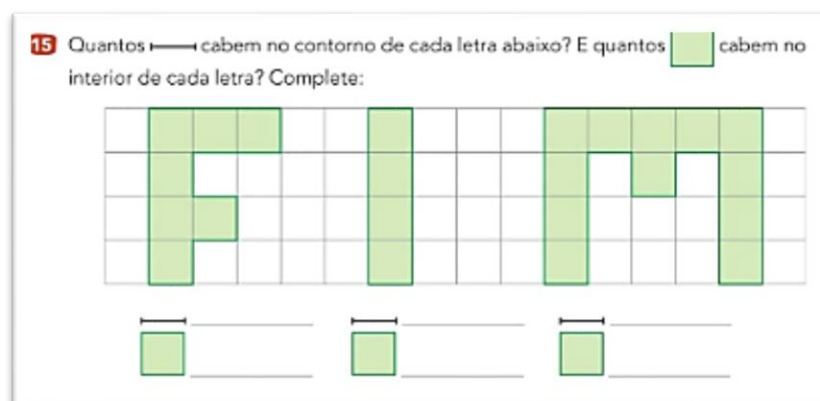 15 Quantos cabem no contorno de cada letra abaixo? E quantos cabem no
interior de cada letra? Complete: